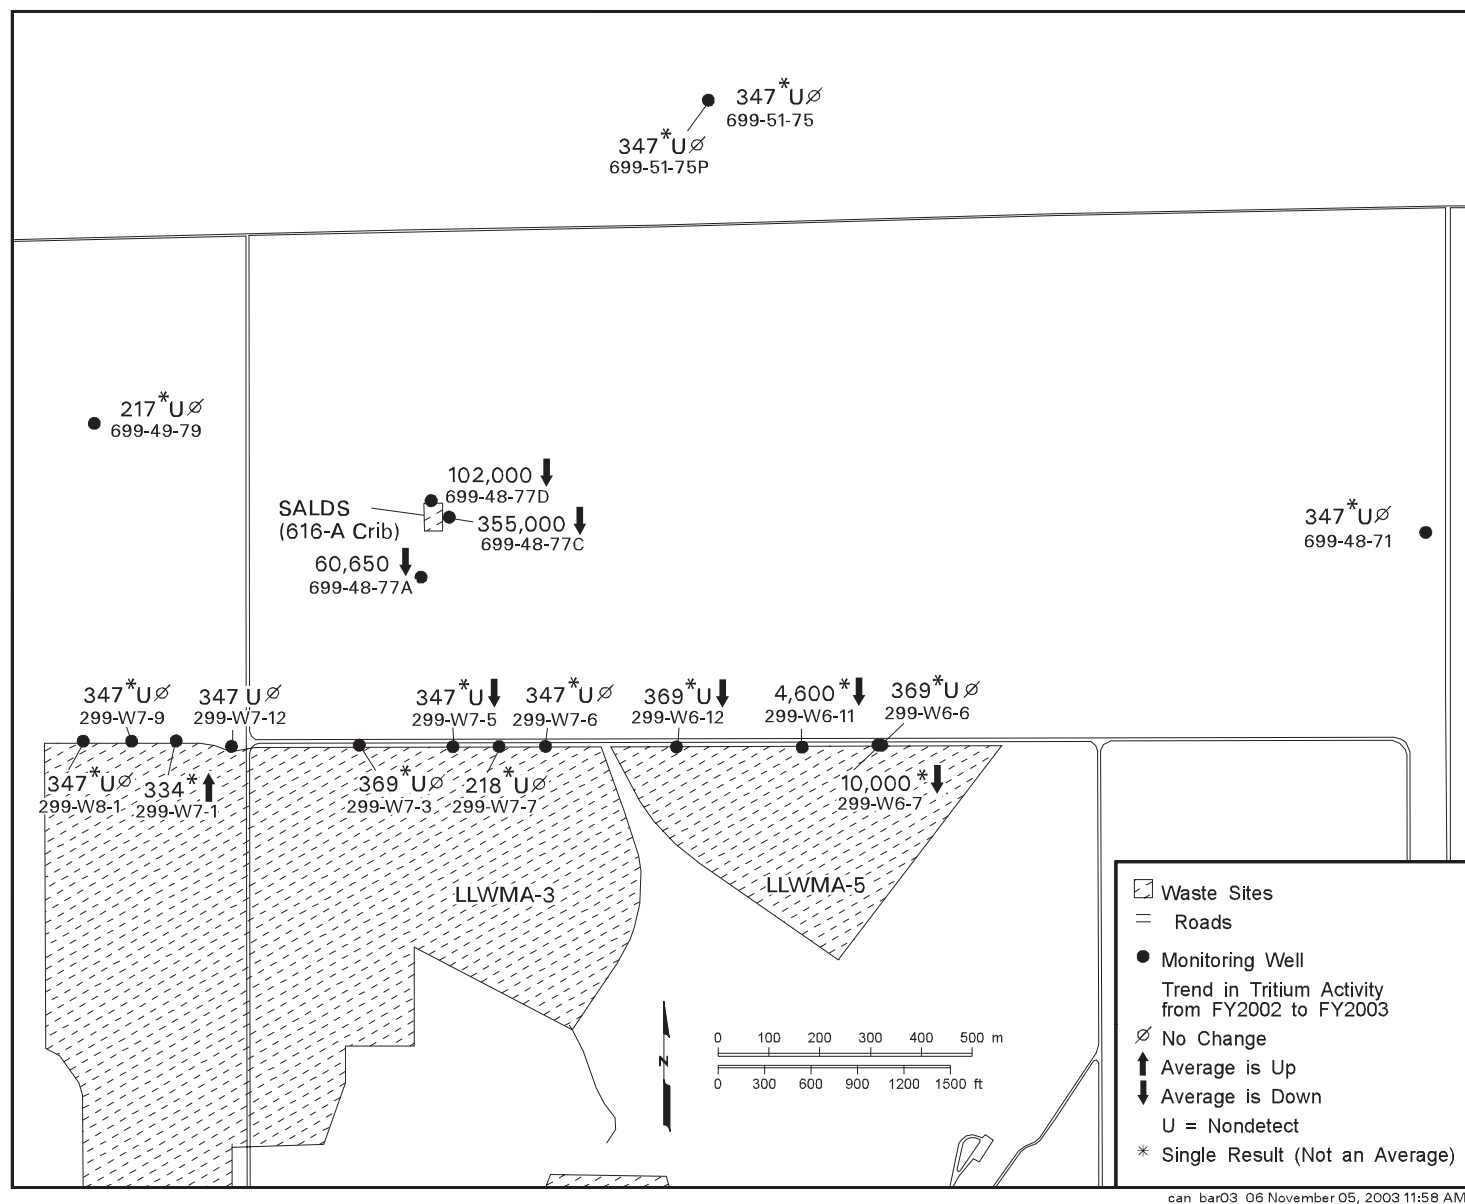 347*U∅
699-51-75
347*U∅
699-51-75P
217*U∅
699-49-79
102,000 ↓
699-48-77D
SALDS
(616-A Crib)
355,000 ↓
699-48-77C
60,650 ↓
699-48-77A
347*U∅
699-48-71
347*U∅
299-W7-9
347 U∅
299-W7-12
347*U↓
299-W7-5
347*U∅
299-W7-6
369*U↓
299-W6-12
4,600*↓
299-W6-11
369*U∅
299-W6-6
347*U∅
299-W8-1
334*↑
299-W7-1
369*U∅
299-W7-3
218*U∅
299-W7-7
10,000*↓
299-W6-7
LLWMA-3
LLWMA-5
N
0 100 200 300 400 500 m
0 300 600 900 1200 1500 ft
Waste Sites
Roads
Monitoring Well
Trend in Tritium Activity
from FY2002 to FY2003
∅ No Change
↑ Average is Up
↓ Average is Down
U = Nondetect
* Single Result (Not an Average)
can_bar03_06 November 05, 2003 11:58 AM